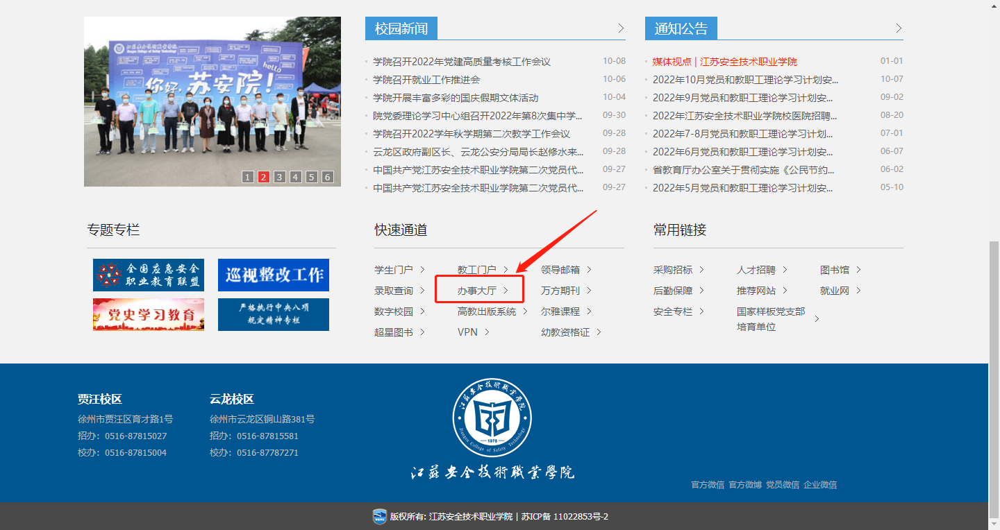 江苏安全技术职业学院
Jiangsu College of Safety Technology
hello
你好，苏安院！
1 2 3 4 5 6
校园新闻
学院召开2022年党建高质量考核工作会议 10-08
学院召开就业工作推进会 10-06
学院开展丰富多彩的国庆假期文体活动 10-04
院党委理论学习中心组召开2022年第8次集中学... 09-30
学院召开2022学年秋学期第二次教学工作会议 09-28
云龙区政府副区长、云龙公安分局局长赵修水来... 09-28
中国共产党江苏安全技术职业学院第二次党员代... 09-27
中国共产党江苏安全技术职业学院第二次党员代... 09-27
通知公告
媒体视点 | 江苏安全技术职业学院 01-01
2022年10月党员和教职工理论学习计划安... 10-07
2022年9月党员和教职工理论学习计划安... 09-02
2022年江苏安全技术职业学院校医院招聘... 08-20
2022年7-8月党员和教职工理论学习计划... 07-01
2022年6月党员和教职工理论学习计划安... 06-07
省教育厅办公室关于贯彻实施《公民节约... 06-02
2022年5月党员和教职工理论学习计划安... 05-10
专题专栏
全国应急安全
职业教育联盟
巡视整改工作
党史学习教育
严格执行中央八项
规定精神专栏
快速通道
学生门户 教工门户 领导邮箱
录取查询 办事大厅 万方期刊
数字校园 高教出版系统 尔雅课程
超星图书 VPN 幼教资格证
常用链接
采购招标 人才招聘 图书馆
后勤保障 推荐网站 就业网
安全专栏 国家样板党支部
培育单位
贾汪校区
徐州市贾汪区育才路1号
招办：0516-87815027
校办：0516-87815004
云龙校区
徐州市云龙区铜山路381号
招办：0516-87815581
校办：0516-87787271
江苏安全技术职业学院
1978
Jiangsu College of Safety Technology
江蘇安全技術職業學院
官方微信 官方微博 党员微信 企业微信
版权所有: 江苏安全技术职业学院 | 苏ICP备 11022853号-2